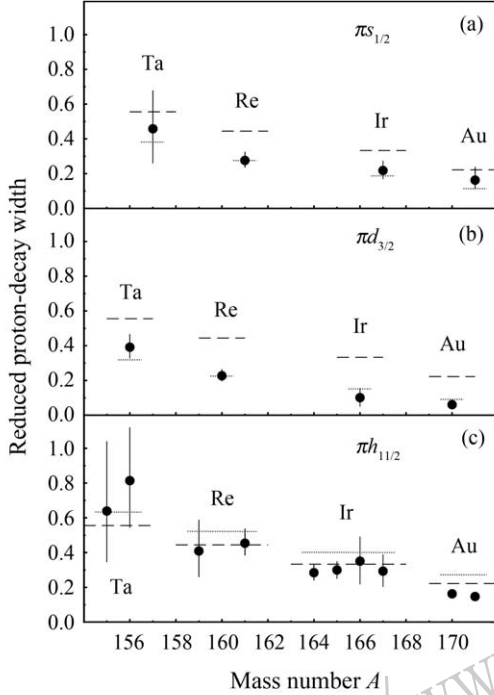 Reduced proton-decay width
1.0
0.8
0.6
0.4
0.2
0.0
πs1/2
(a)
Ta
Re
Ir
Au
1.0
0.8
0.6
0.4
0.2
0.0
πd3/2
(b)
Ta
Re
Ir
Au
1.0
0.8
0.6
0.4
0.2
0.0
πh11/2
(c)
Ta
Re
Ir
Au
156 158 160 162 164 166 168 170
Mass number A